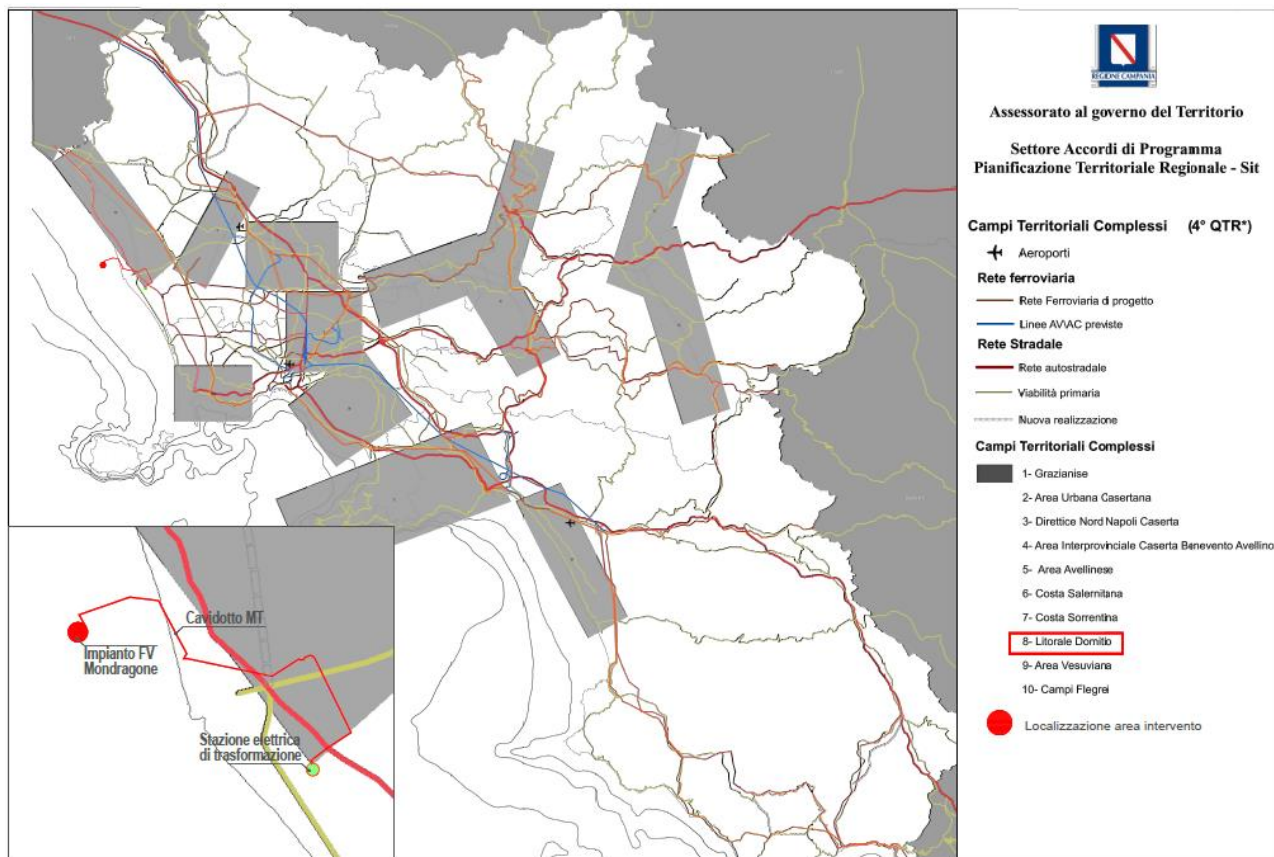 REGIONE CAMPANIA
Assessorato al governo del Territorio
Settore Accordi di Programma
Pianificazione Territoriale Regionale - Sit
Campi Territoriali Complessi (4° QTR*)
Aeroporti
Rete ferroviaria
Rete Ferroviaria di progetto
Linee AV\AC previste
Rete Stradale
Rete autostradale
Viabilità primaria
Nuova realizzazione
Campi Territoriali Complessi
1- Grazianise
2- Area Urbana Casertana
3- Direttice Nord Napoli Caserta
4- Area Interprovinciale Caserta Benevento Avellino
5- Area Avellinese
6- Costa Salernitana
7- Costa Sorrentina
8- Litorale Domitio
9- Area Vesuviana
10- Campi Flegrei
Localizzazione area intervento
Cavidotto MT
Impianto FV
Mondragone
Stazione elettrica
di trasformazione